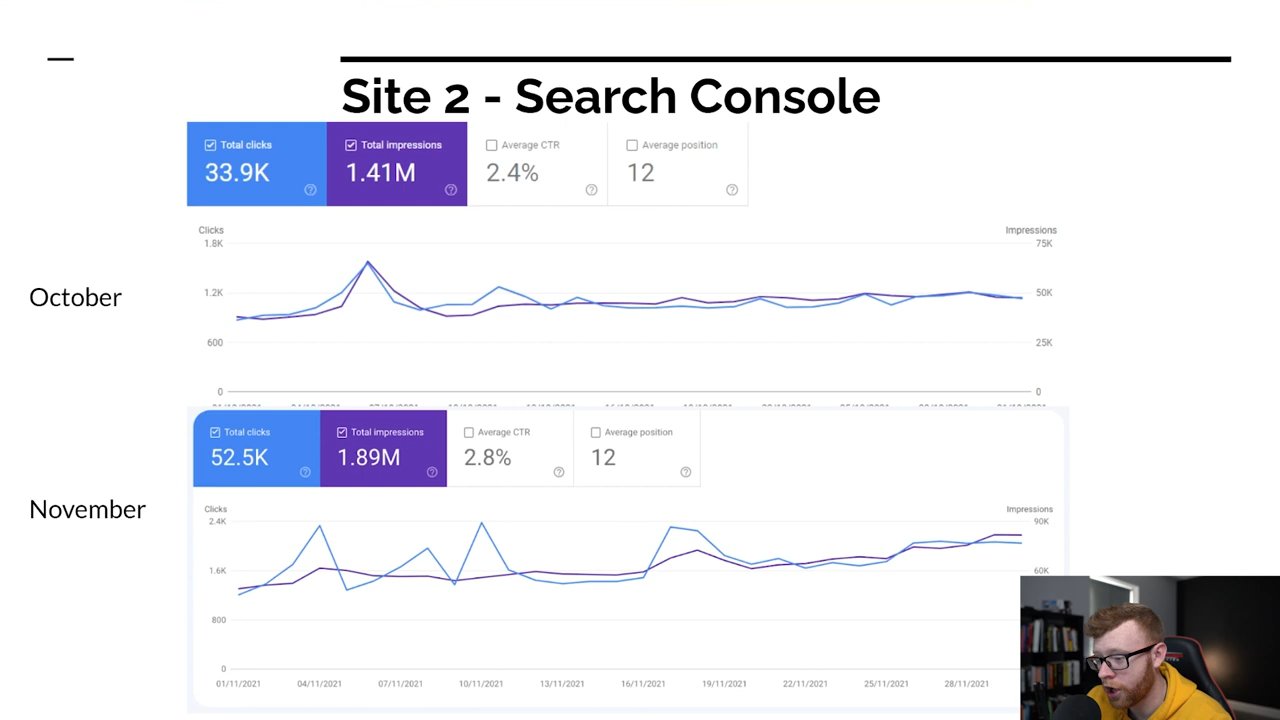 Site 2 - Search Console
Total clicks
Total impressions
Average CTR
Average position
33.9K
1.41M
2.4%
12
Clicks
Impressions
1.8K
75K
October
1.2K
50K
600
25K
0
0
Total clicks
Total impressions
Average CTR
Average position
52.5K
1.89M
2.8%
12
November
Clicks
Impressions
2.4K
90K
1.6K
60K
800
0
01/11/2021
04/11/2021
07/11/2021
10/11/2021
13/11/2021
16/11/2021
19/11/2021
22/11/2021
25/11/2021
28/11/2021